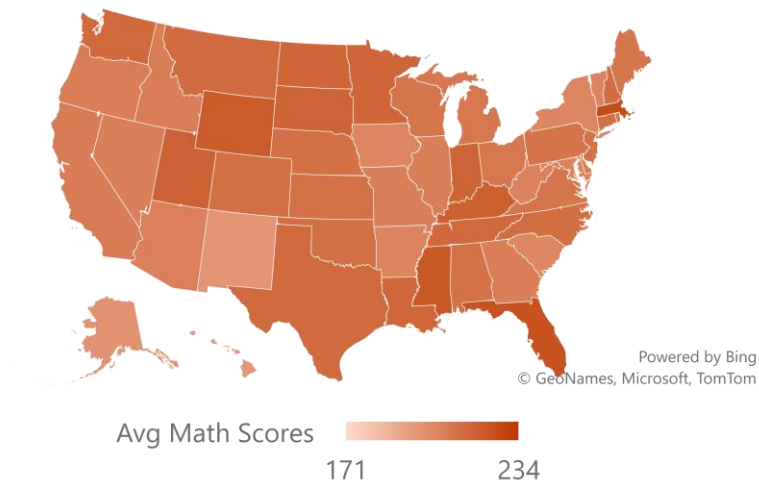 Powered by Bing
© GeoNames, Microsoft, TomTom
Avg Math Scores
171
234